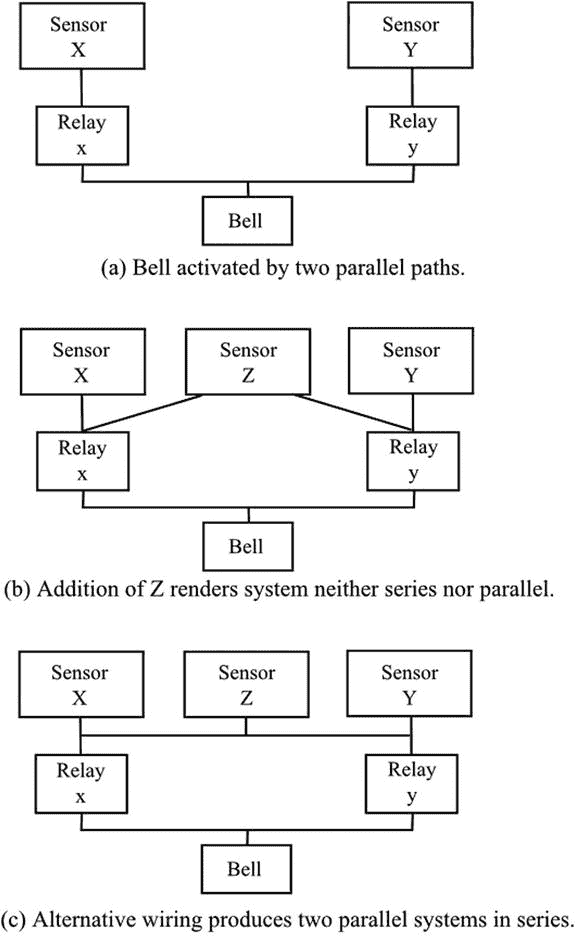 Sensor
X
Sensor
Y
Relay
x
Relay
y
Bell
(a) Bell activated by two parallel paths.
Sensor
X
Sensor
Z
Sensor
Y
Relay
x
Relay
y
Bell
(b) Addition of Z renders system neither series nor parallel.
Sensor
X
Sensor
Z
Sensor
Y
Relay
x
Relay
y
Bell
(c) Alternative wiring produces two parallel systems in series.